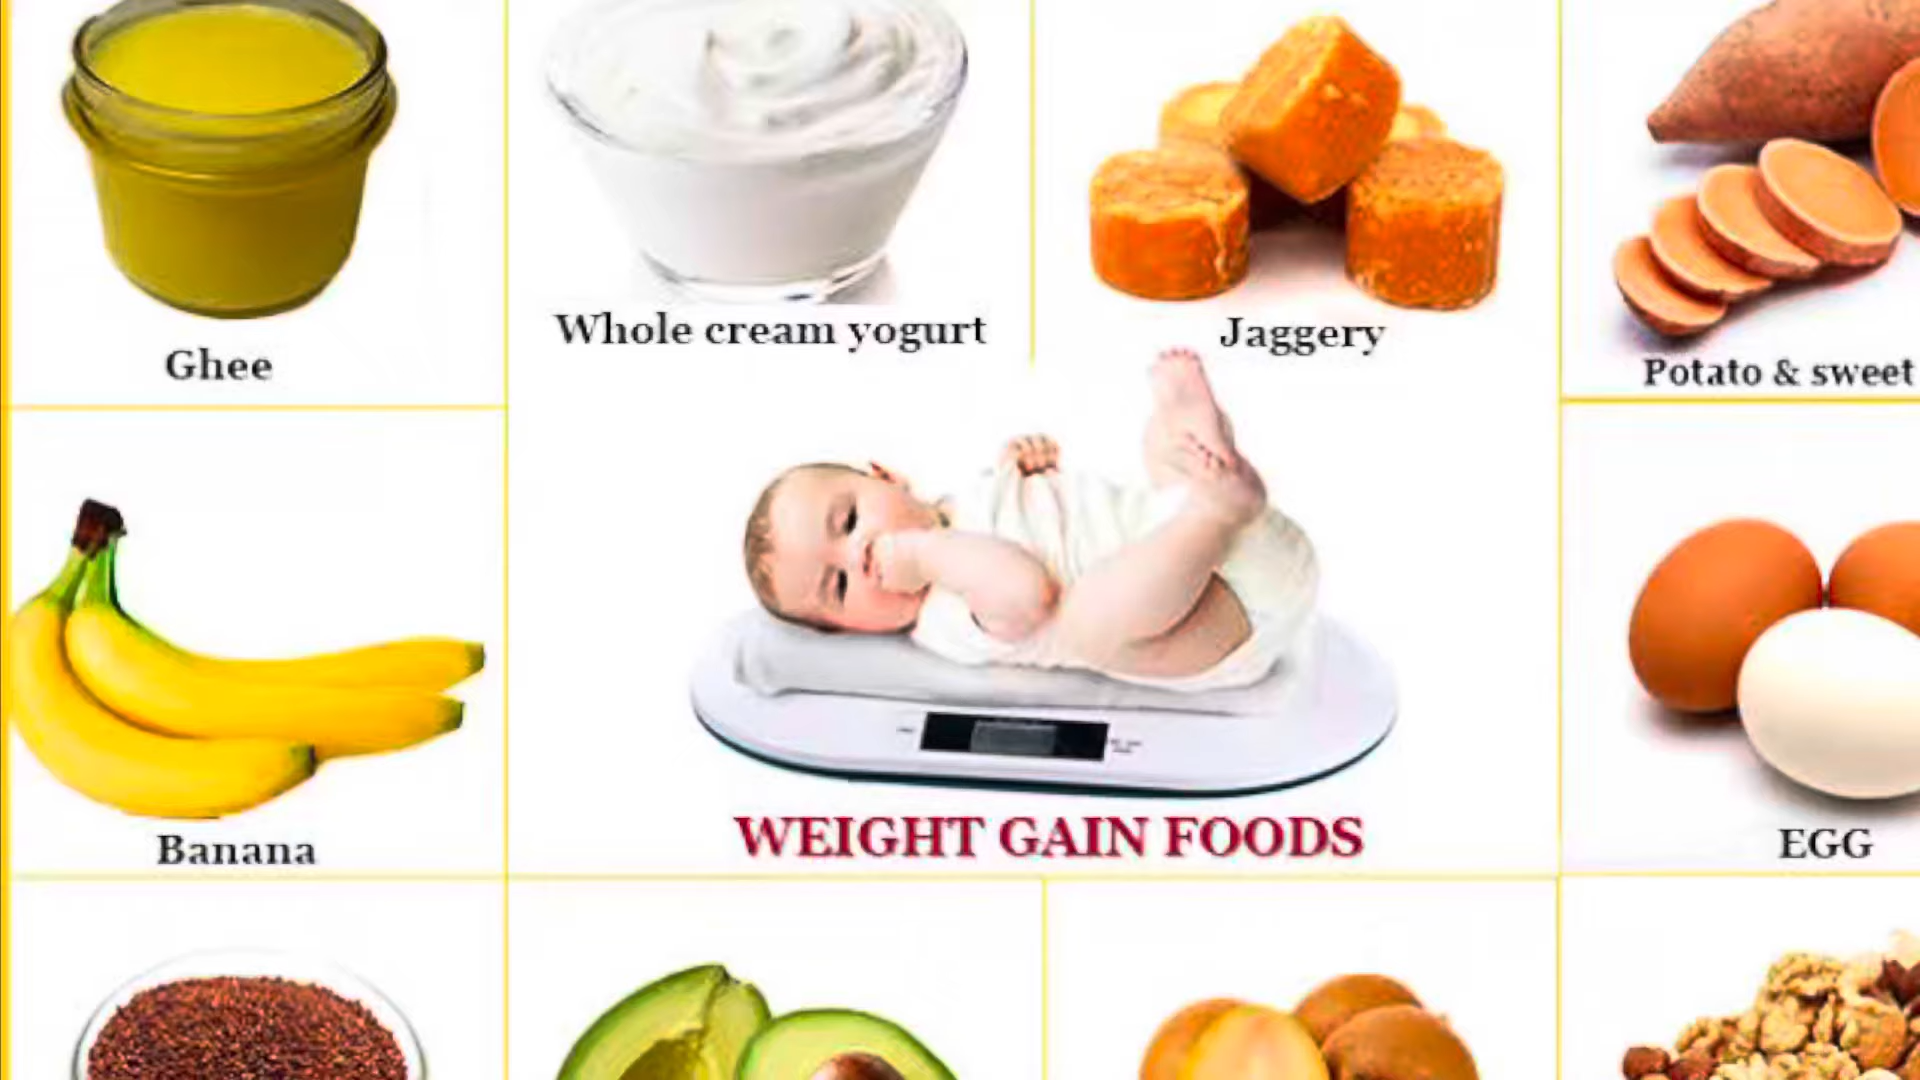 Whole cream yogurt
Jaggery
Ghee
Potato & sweet
Banana
EGG
WEIGHT GAIN FOODS